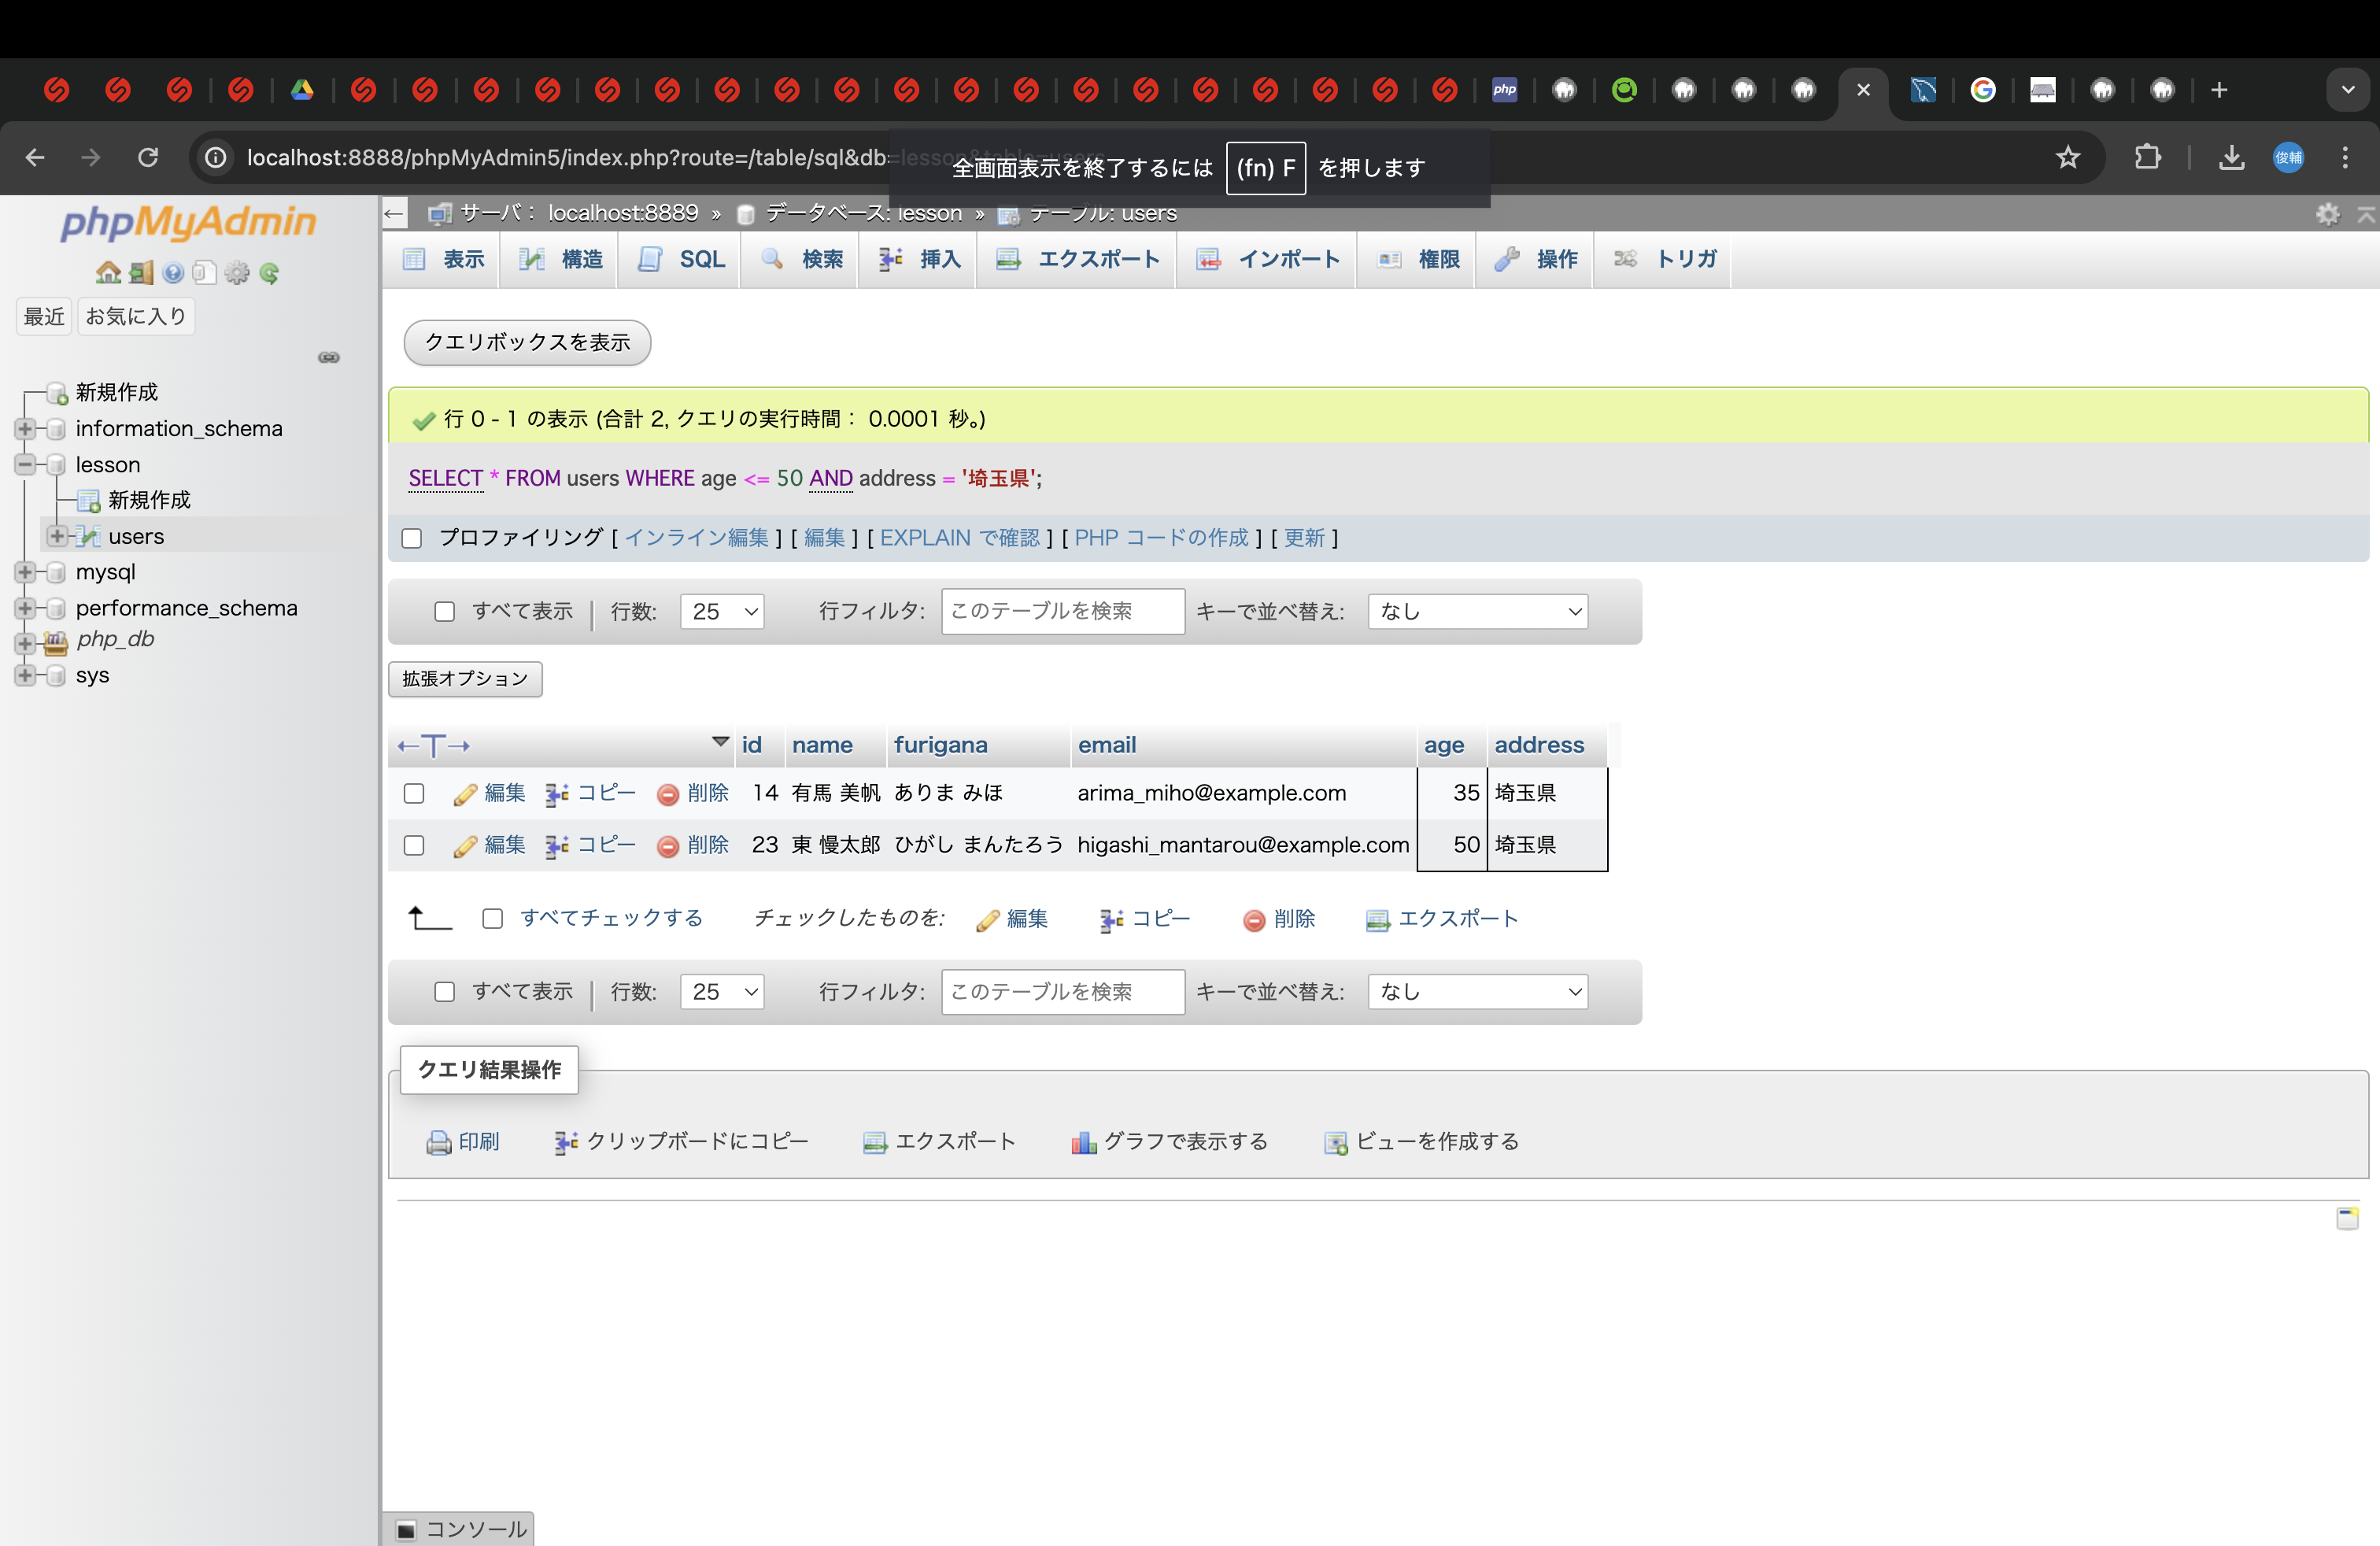 php
localhost:8888/phpMyAdmin5/index.php?route=/table/sql&db=lesson&table=users
全画面表示を終了するには (fn) F を押します
俊輔
phpMyAdmin
最近 お気に入り
新規作成
information_schema
lesson
新規作成
users
mysql
performance_schema
php_db
sys
サーバ: localhost:8889 » データベース: lesson » テーブル: users
表示 構造 SQL 検索 挿入 エクスポート インポート 権限 操作 トリガ
クエリボックスを表示
行 0 - 1 の表示 (合計 2, クエリの実行時間: 0.0001 秒。)
SELECT * FROM users WHERE age <= 50 AND address = '埼玉県';
プロファイリング [ インライン編集 ] [ 編集 ] [ EXPLAIN で確認 ] [ PHP コードの作成 ] [ 更新 ]
すべて表示 行数: 25 行フィルタ: このテーブルを検索 キーで並べ替え: なし
拡張オプション
←T→ id name furigana email age address
編集 コピー 削除 14 有馬 美帆 ありま みほ arima_miho@example.com 35 埼玉県
編集 コピー 削除 23 東 慢太郎 ひがし まんたろう higashi_mantarou@example.com 50 埼玉県
すべてチェックする チェックしたものを: 編集 コピー 削除 エクスポート
すべて表示 行数: 25 行フィルタ: このテーブルを検索 キーで並べ替え: なし
クエリ結果操作
印刷 クリップボードにコピー エクスポート グラフで表示する ビューを作成する
コンソール